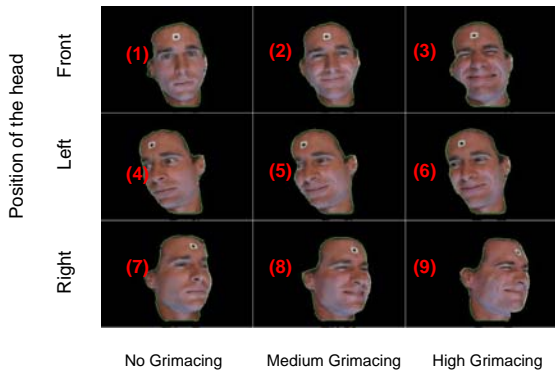 Position of the head
Front
(1)
(2)
(3)
Left
(4)
(5)
(6)
Right
(7)
(8)
(9)
No Grimacing
Medium Grimacing
High Grimacing